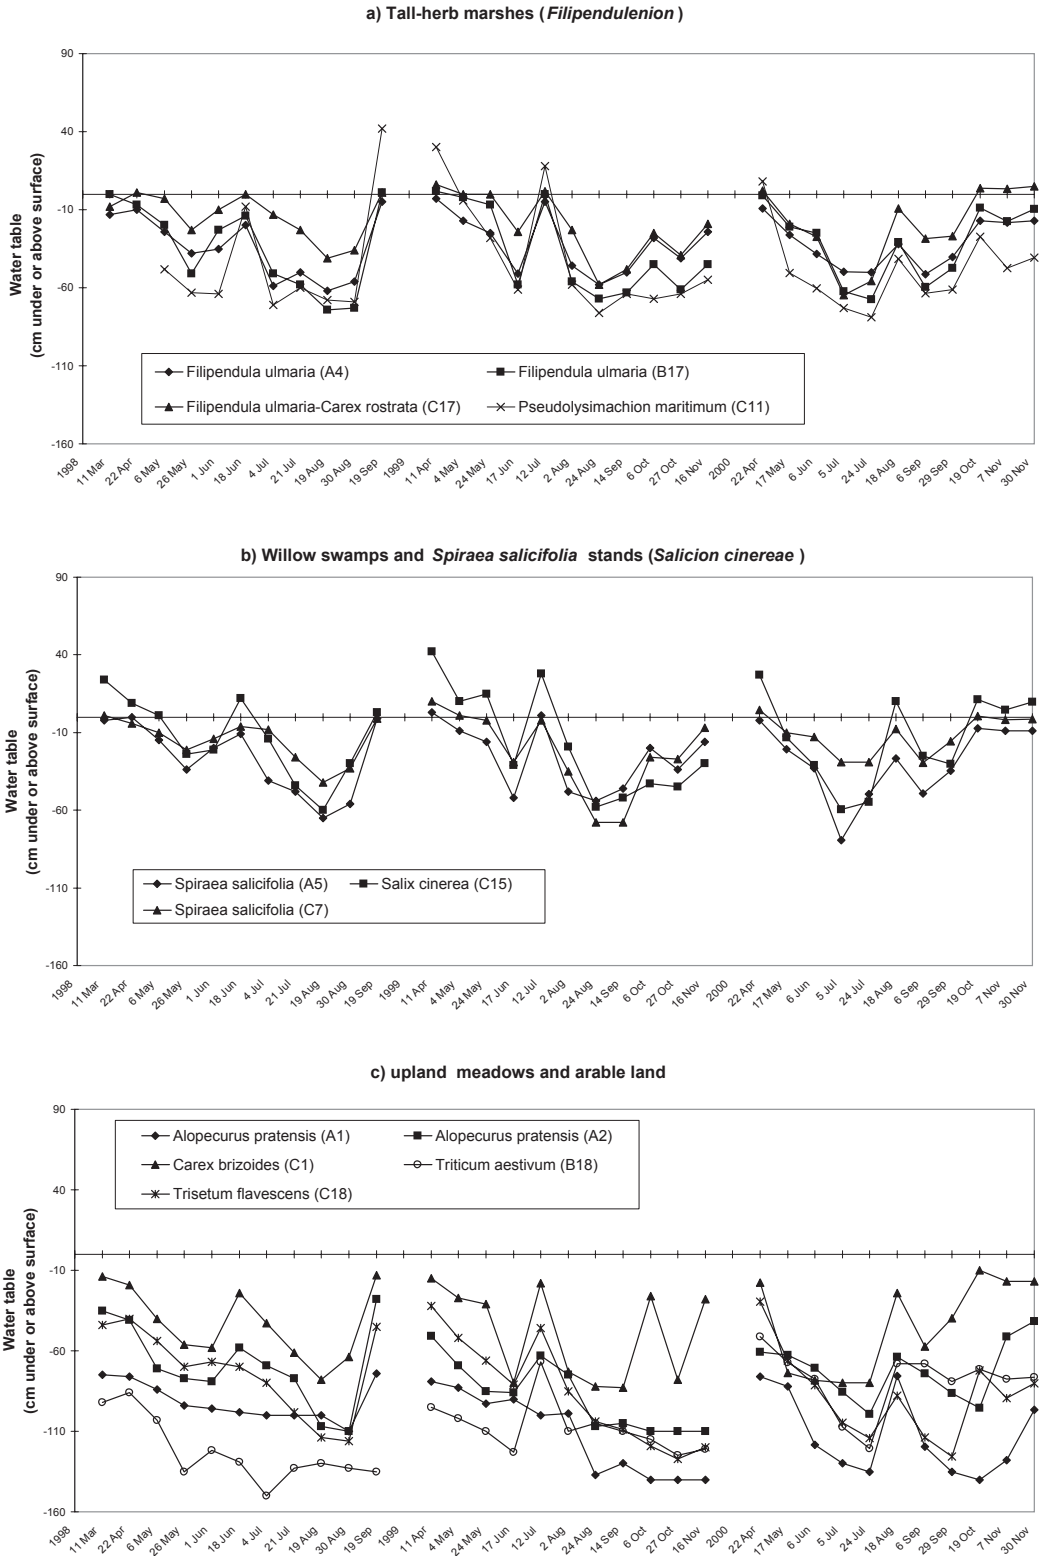 a) Tall-herb marshes (Filipendulenion)
Water table
(cm under or above surface)
90
40
-10
-60
-110
-160
Filipendula ulmaria (A4)
Filipendula ulmaria (B17)
Filipendula ulmaria-Carex rostrata (C17)
Pseudolysimachion maritimum (C11)
1998
11 Mar
22 Apr
6 May
26 May
1 Jun
18 Jun
4 Jul
21 Jul
19 Aug
30 Aug
19 Sep
1999
11 Apr
4 May
24 May
17 Jun
12 Jul
2 Aug
24 Aug
14 Sep
6 Oct
27 Oct
16 Nov
2000
22 Apr
17 May
6 Jun
5 Jul
24 Jul
18 Aug
6 Sep
29 Sep
19 Oct
7 Nov
30 Nov
b) Willow swamps and Spiraea salicifolia stands (Salicion cinereae)
Water table
(cm under or above surface)
90
40
-10
-60
-110
-160
Spiraea salicifolia (A5)
Salix cinerea (C15)
Spiraea salicifolia (C7)
1998
11 Mar
22 Apr
6 May
26 May
1 Jun
18 Jun
4 Jul
21 Jul
19 Aug
30 Aug
19 Sep
1999
11 Apr
4 May
24 May
17 Jun
12 Jul
2 Aug
24 Aug
14 Sep
6 Oct
27 Oct
16 Nov
2000
22 Apr
17 May
6 Jun
5 Jul
24 Jul
18 Aug
6 Sep
29 Sep
19 Oct
7 Nov
30 Nov
c) upland meadows and arable land
Water table
(cm under or above surface)
90
40
-10
-60
-110
-160
Alopecurus pratensis (A1)
Alopecurus pratensis (A2)
Carex brizoides (C1)
Triticum aestivum (B18)
Trisetum flavescens (C18)
1998
11 Mar
22 Apr
6 May
26 May
1 Jun
18 Jun
4 Jul
21 Jul
19 Aug
30 Aug
19 Sep
1999
11 Apr
4 May
24 May
17 Jun
12 Jul
2 Aug
24 Aug
14 Sep
6 Oct
27 Oct
16 Nov
2000
22 Apr
17 May
6 Jun
5 Jul
24 Jul
18 Aug
6 Sep
29 Sep
19 Oct
7 Nov
30 Nov